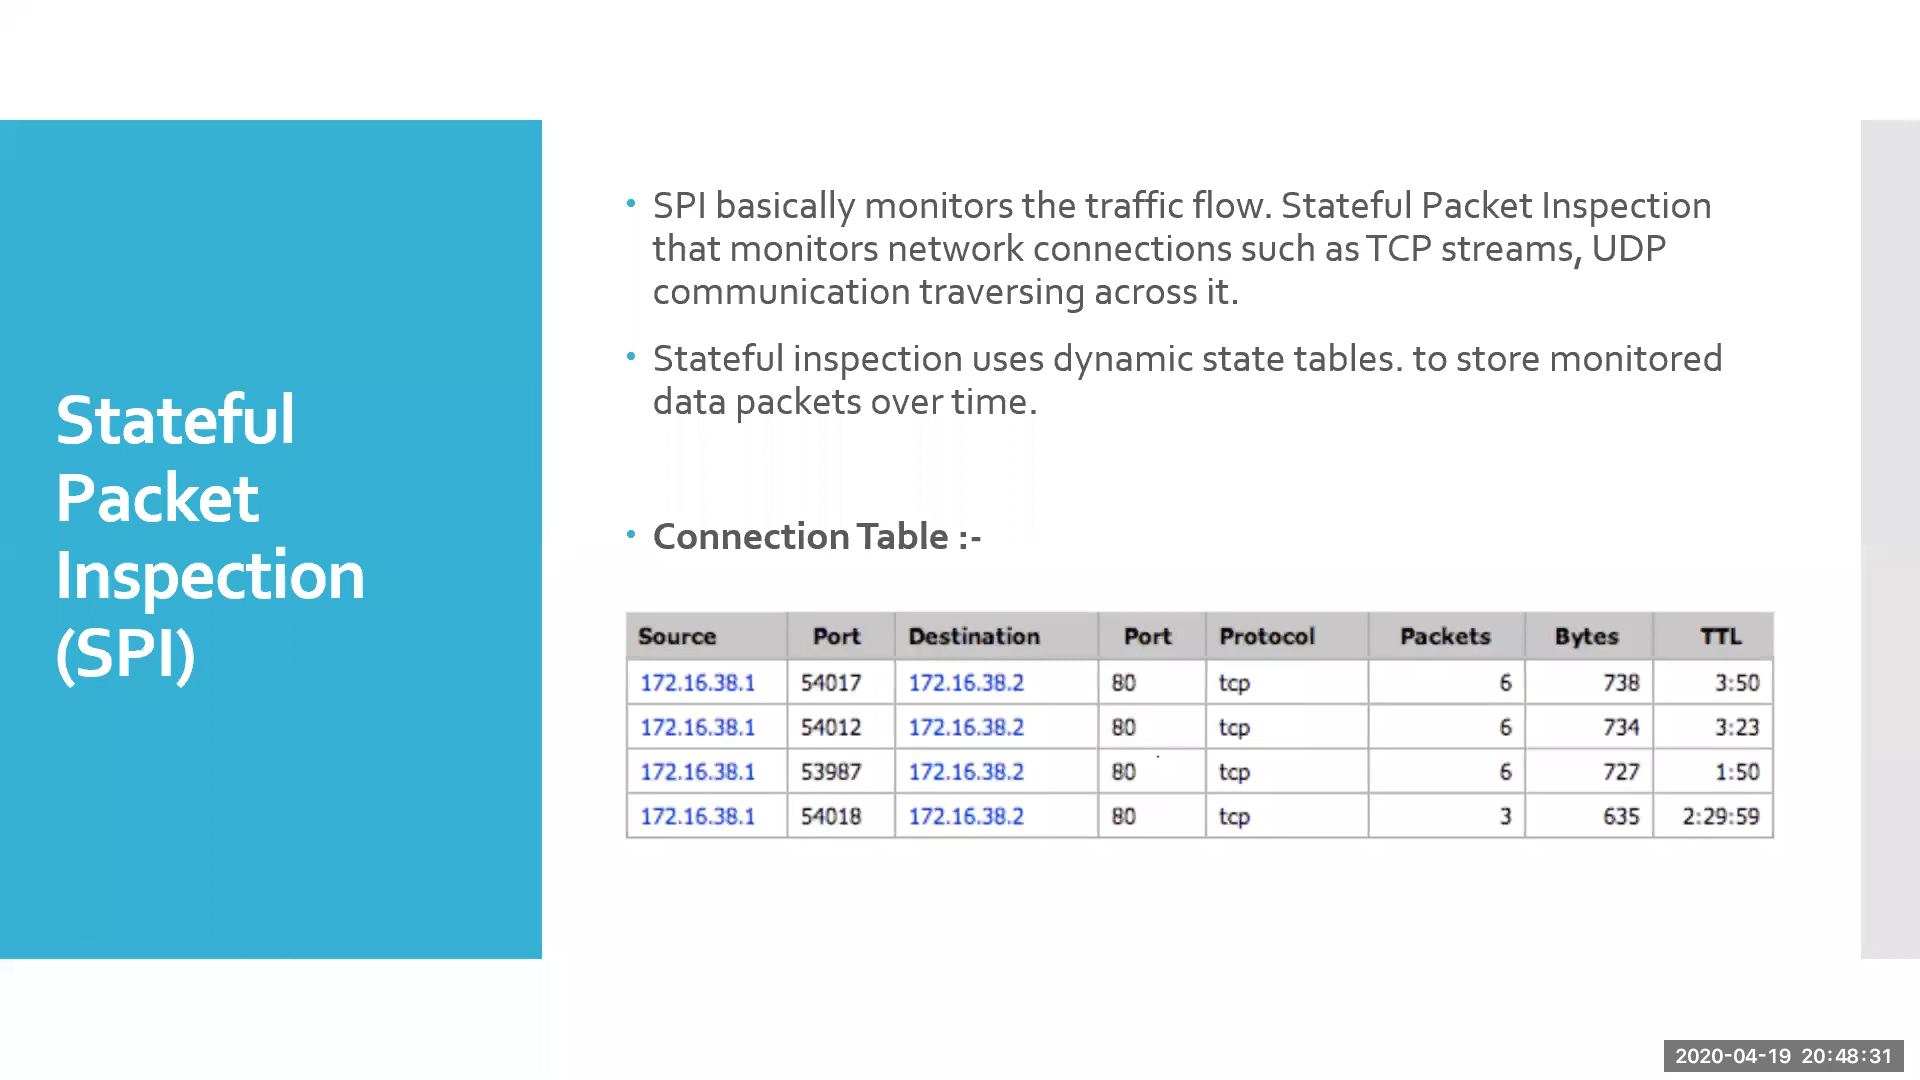 Stateful
Packet
Inspection
(SPI)
• SPI basically monitors the traffic flow. Stateful Packet Inspection
that monitors network connections such as TCP streams, UDP
communication traversing across it.
• Stateful inspection uses dynamic state tables. to store monitored
data packets over time.
• Connection Table :-
Source Port Destination Port Protocol Packets Bytes TTL
172.16.38.1 54017 172.16.38.2 80 tcp 6 738 3:50
172.16.38.1 54012 172.16.38.2 80 tcp 6 734 3:23
172.16.38.1 53987 172.16.38.2 80 tcp 6 727 1:50
172.16.38.1 54018 172.16.38.2 80 tcp 3 635 2:29:59
2020-04-19 20:48:31